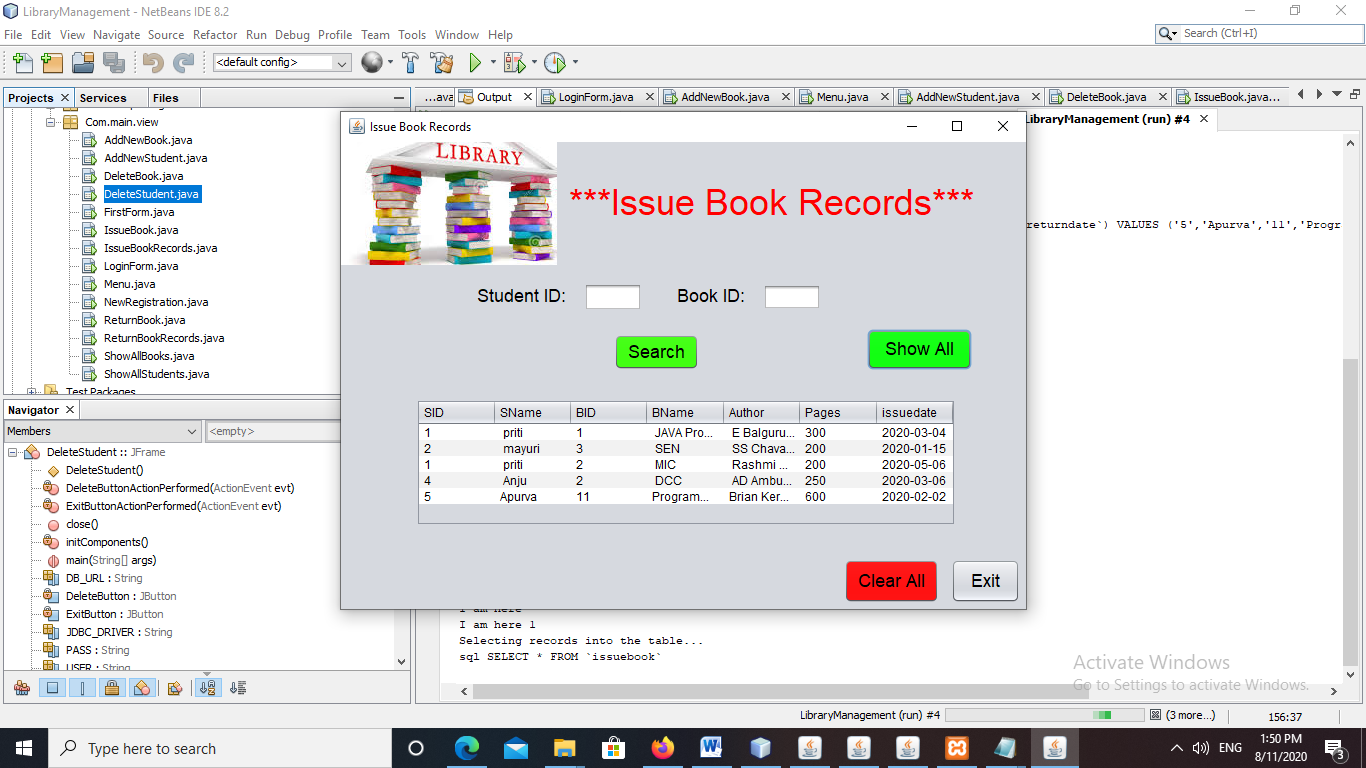 LibraryManagement - NetBeans IDE 8.2
File Edit View Navigate Source Refactor Run Debug Profile Team Tools Window Help
Search (Ctrl+I)
<default config>
Projects Services Files
...ava Output LoginForm.java AddNewBook.java Menu.java AddNewStudent.java DeleteBook.java IssueBook.java...
LibraryManagement (run) #4
Com.main.view
AddNewBook.java
AddNewStudent.java
DeleteBook.java
DeleteStudent.java
FirstForm.java
IssueBook.java
IssueBookRecords.java
LoginForm.java
Menu.java
NewRegistration.java
ReturnBook.java
ReturnBookRecords.java
ShowAllBooks.java
ShowAllStudents.java
Test Packages
Navigator
Members <empty>
DeleteStudent :: JFrame
DeleteStudent()
DeleteButtonActionPerformed(ActionEvent evt)
ExitButtonActionPerformed(ActionEvent evt)
close()
initComponents()
main(String[] args)
DB_URL : String
DeleteButton : JButton
ExitButton : JButton
JDBC_DRIVER : String
PASS : String
USER : String
Issue Book Records
LIBRARY
***Issue Book Records***
Student ID: Book ID:
Search Show All
SID SName BID BName Author Pages issuedate
1 priti 1 JAVA Pro... E Balguru... 300 2020-03-04
2 mayuri 3 SEN SS Chava... 200 2020-01-15
1 priti 2 MIC Rashmi ... 200 2020-05-06
4 Anju 2 DCC AD Ambu... 250 2020-03-06
5 Apurva 11 Program... Brian Ker... 600 2020-02-02
Clear All Exit
returndate`) VALUES ('5','Apurva','11','Progr
I am here
I am here 1
Selecting records into the table...
sql SELECT * FROM `issuebook`
Activate Windows
Go to Settings to activate Windows.
LibraryManagement (run) #4 (3 more...) 156:37
Type here to search
ENG
1:50 PM
8/11/2020
3